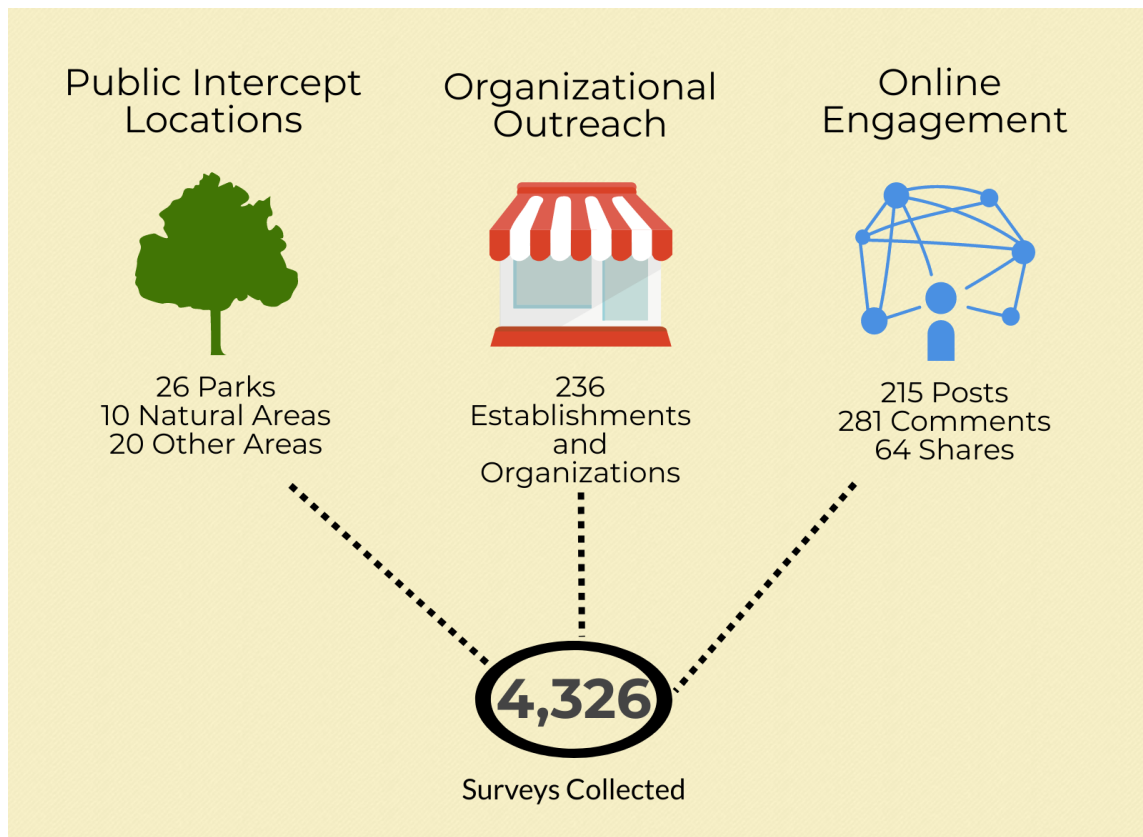 Public Intercept
Locations
Organizational
Outreach
Online
Engagement
26 Parks
10 Natural Areas
20 Other Areas
236
Establishments
and
Organizations
215 Posts
281 Comments
64 Shares
4,326
Surveys Collected